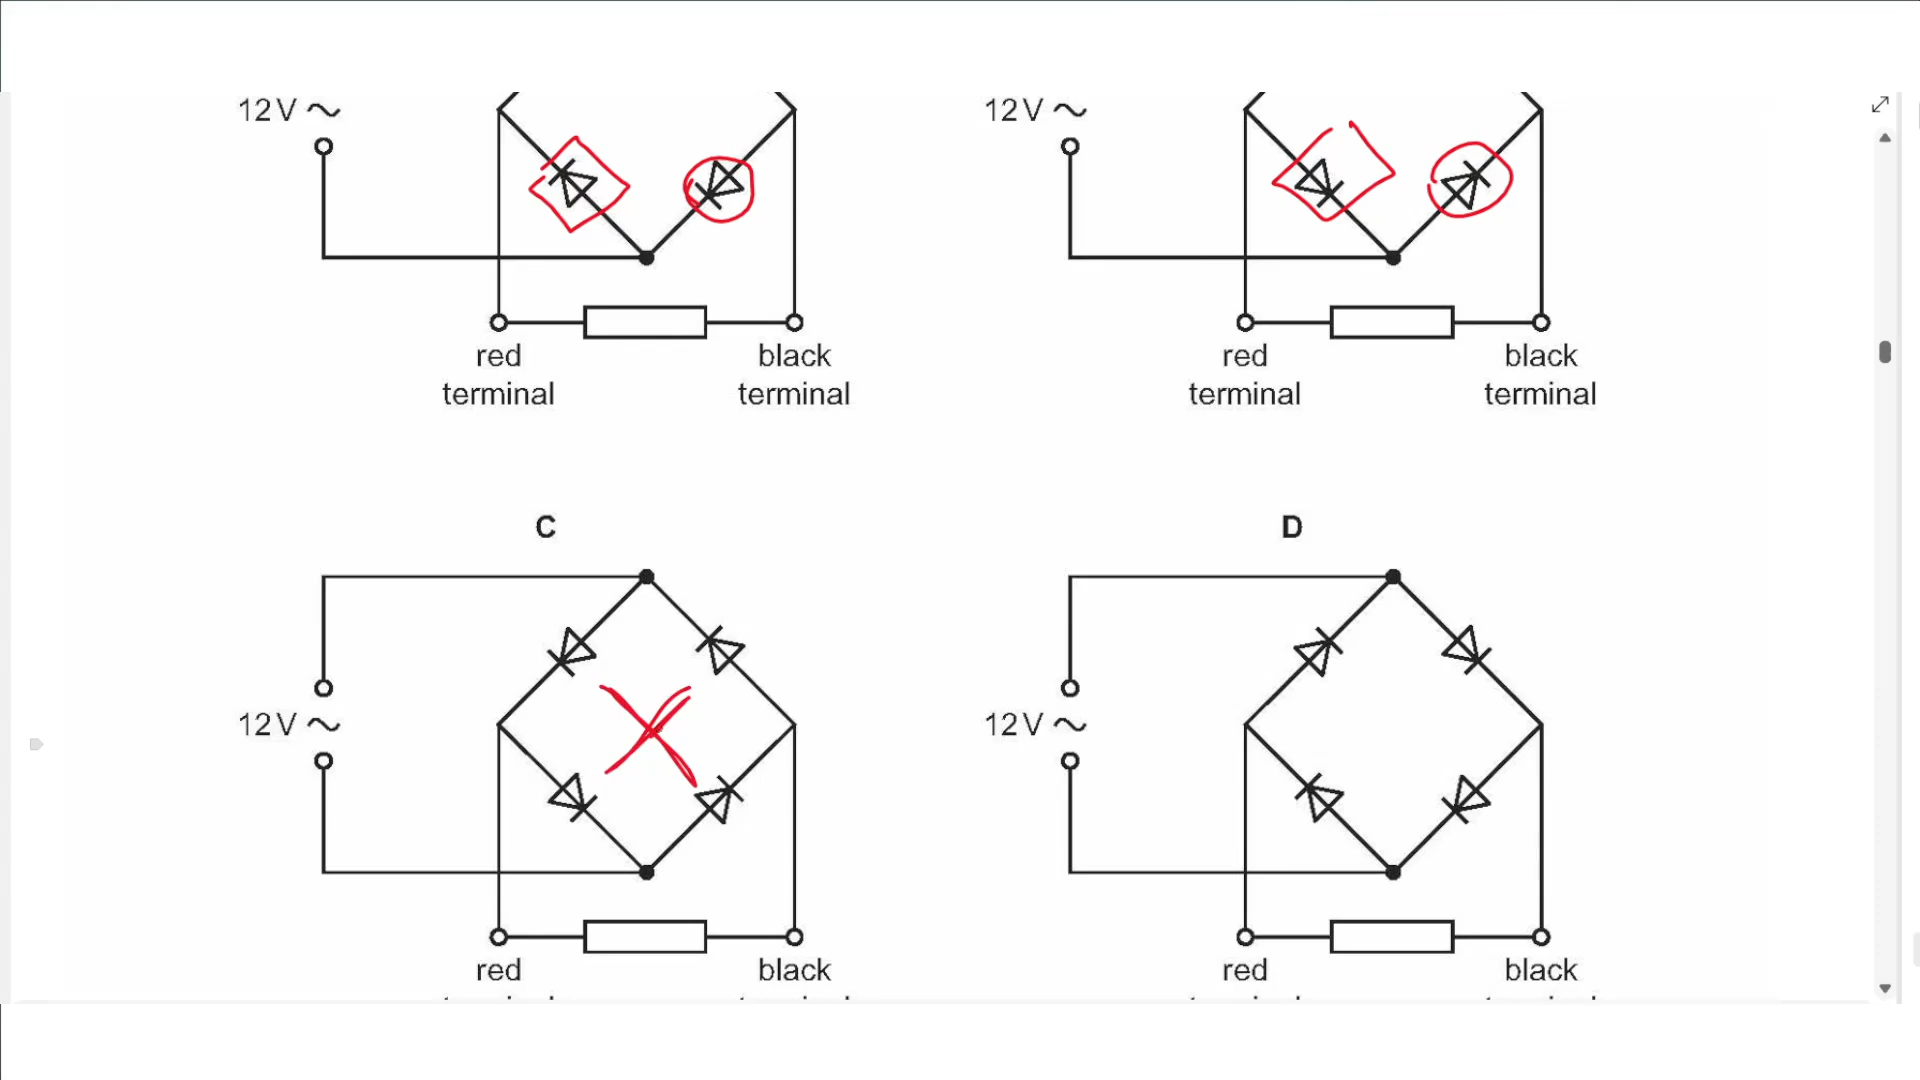 12 V ~
12 V ~
red
terminal
black
terminal
red
terminal
black
terminal
C
D
12 V ~
12 V ~
red
black
red
black